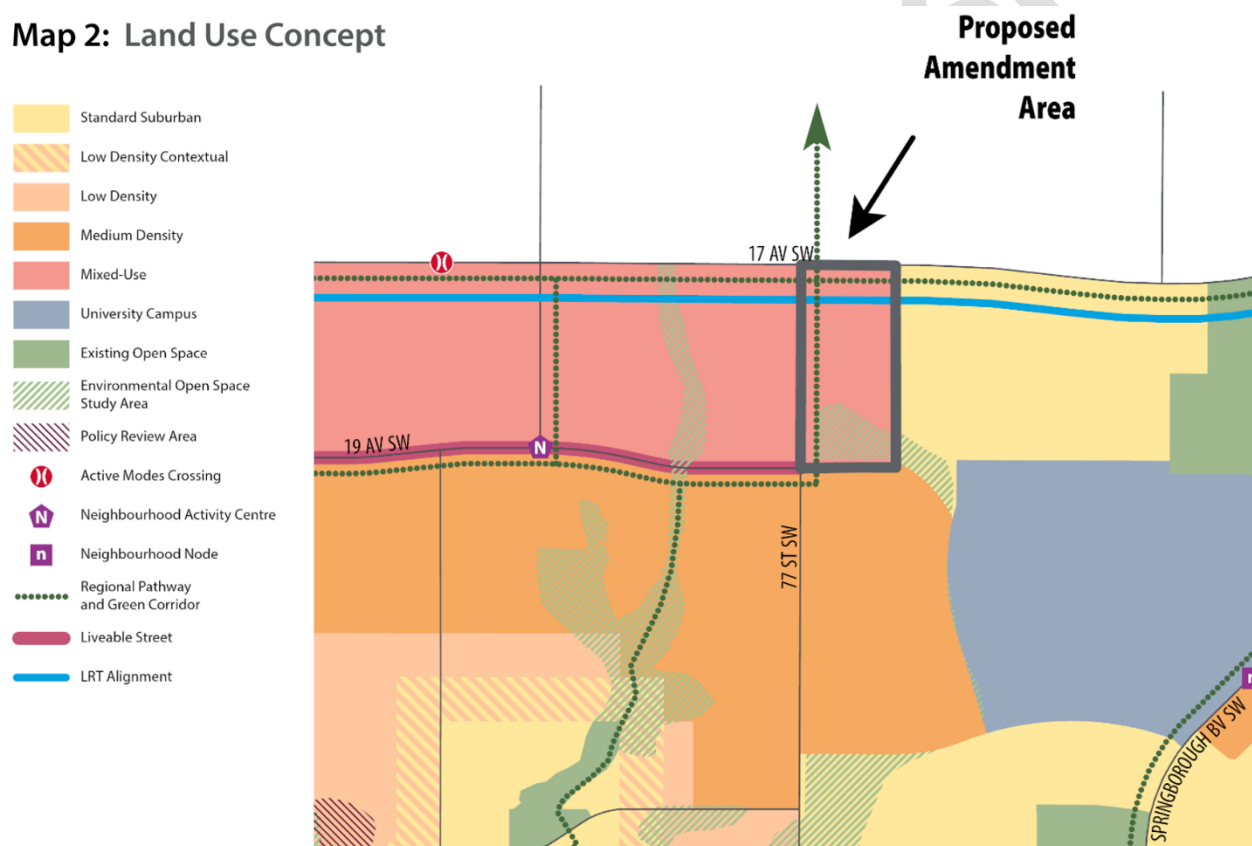 Map 2: Land Use Concept
Proposed
Amendment
Area
Standard Suburban
Low Density Contextual
Low Density
Medium Density
Mixed-Use
University Campus
Existing Open Space
Environmental Open Space
Study Area
Policy Review Area
Active Modes Crossing
N Neighbourhood Activity Centre
n Neighbourhood Node
Regional Pathway
and Green Corridor
Liveable Street
LRT Alignment
17 AV SW
19 AV SW
N
77 ST SW
n
SPRINGBOROUGH BV SW